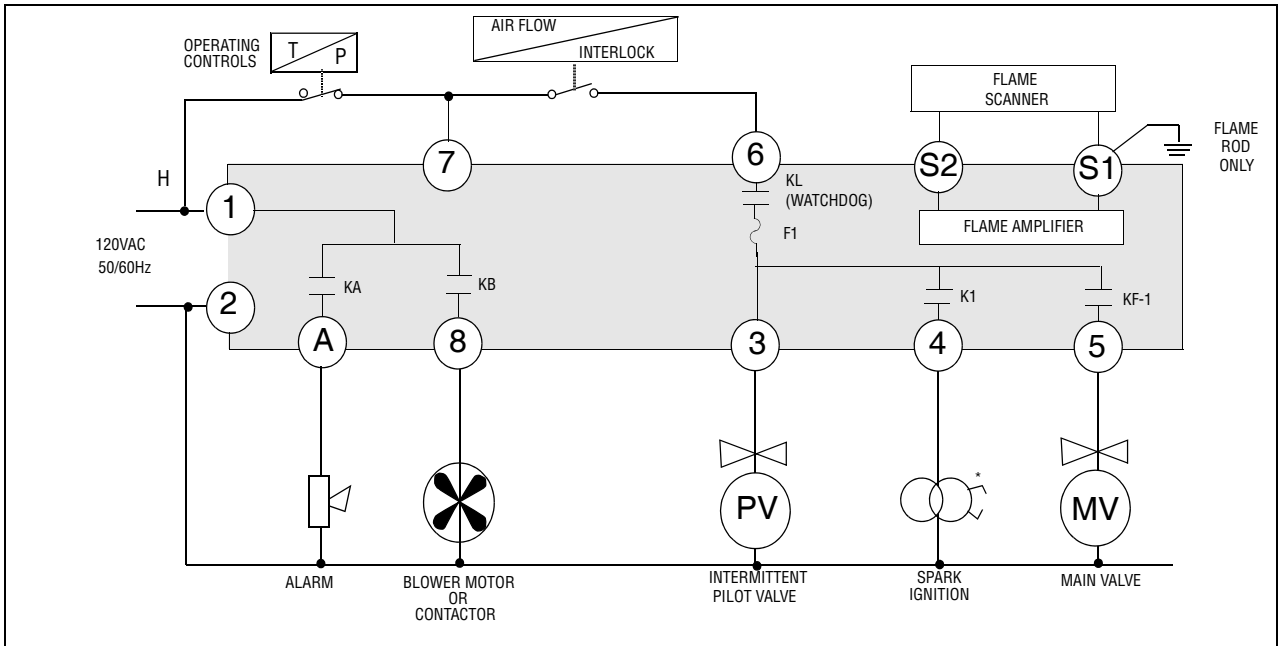 AIR FLOW
INTERLOCK
OPERATING
CONTROLS
T
P
FLAME
SCANNER
FLAME
ROD
ONLY
7
6
S2
S1
H
KL
(WATCHDOG)
1
F1
FLAME AMPLIFIER
120VAC
50/60Hz
KA
KB
K1
KF-1
2
A
8
3
4
5
*
PV
MV
ALARM
BLOWER MOTOR
OR
CONTACTOR
INTERMITTENT
PILOT VALVE
SPARK
IGNITION
MAIN VALVE